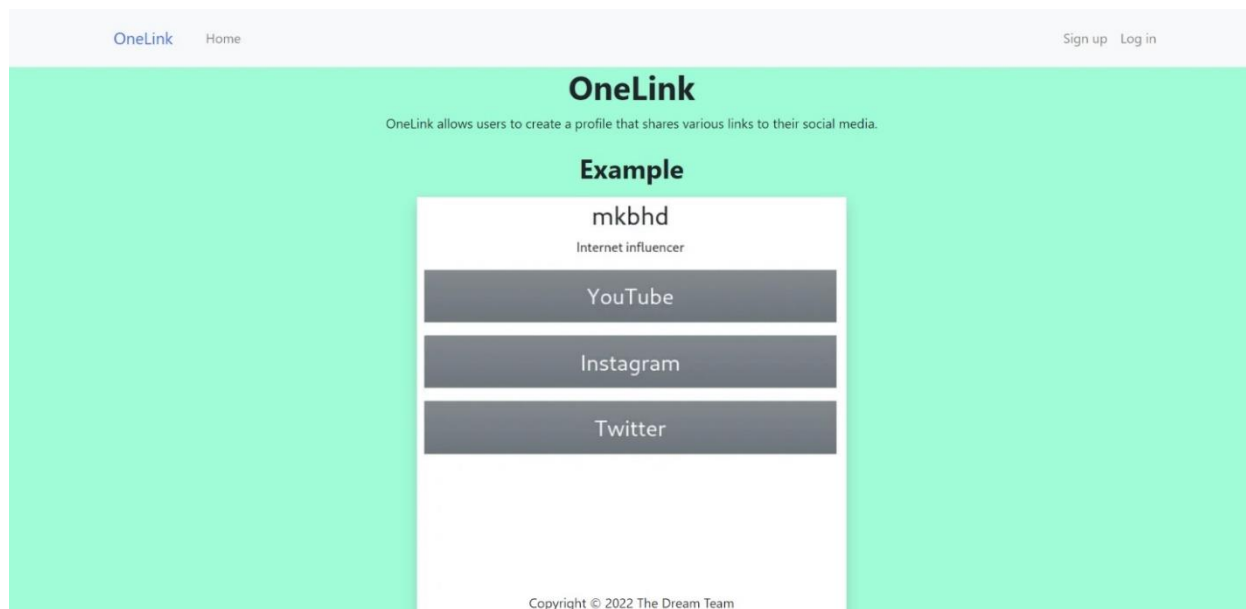 OneLink Home Sign up Log in
OneLink
OneLink allows users to create a profile that shares various links to their social media.
Example
mkbhd
Internet influencer
YouTube
Instagram
Twitter
Copyright © 2022 The Dream Team